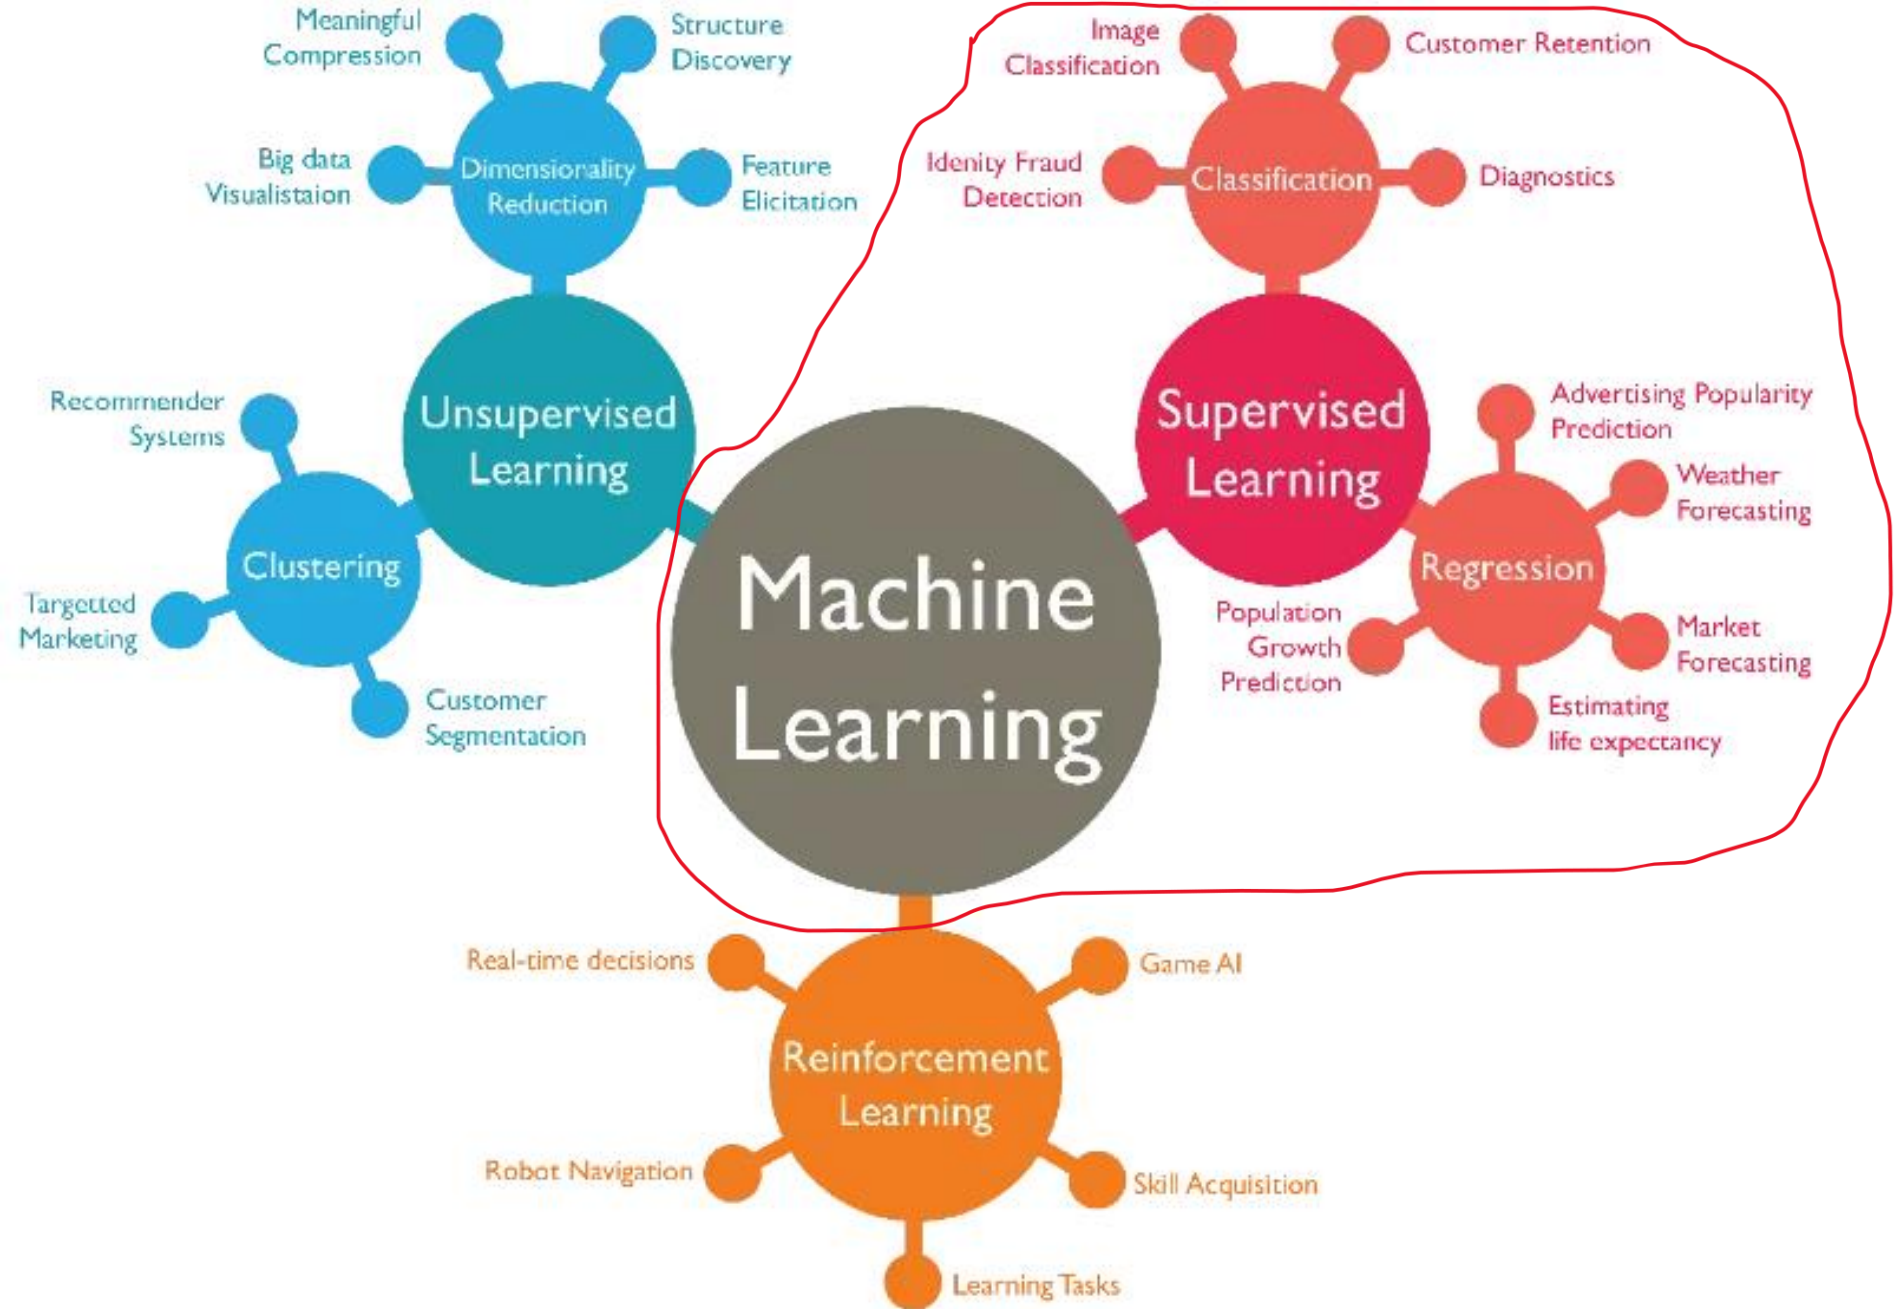 Meaningful
Compression
Structure
Discovery
Big data
Visualistaion
Dimensionality
Reduction
Feature
Elicitation
Unsupervised
Learning
Recommender
Systems
Clustering
Targetted
Marketing
Customer
Segmentation
Machine
Learning
Image
Classification
Customer Retention
Idenity Fraud
Detection
Classification
Diagnostics
Supervised
Learning
Advertising Popularity
Prediction
Weather
Forecasting
Regression
Population
Growth
Prediction
Market
Forecasting
Estimating
life expectancy
Real-time decisions
Game AI
Reinforcement
Learning
Robot Navigation
Skill Acquisition
Learning Tasks